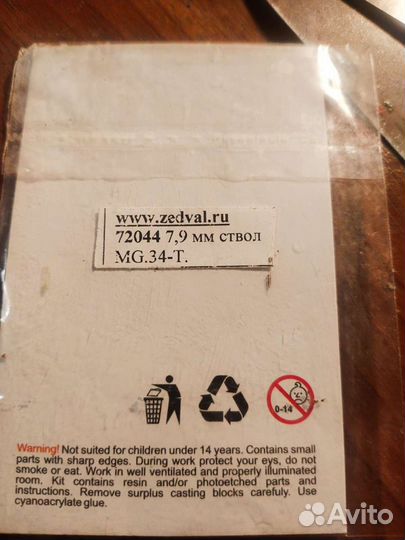 www.zedval.ru
72044 7,9 мм ствол
MG.34-T.
0-14
Warning! Not suited for children under 14 years. Contains small
parts with sharp edges. During work protect your eys, do not
smoke or eat. Work in well ventilated and properly illuminated
room. Kit contains resin and/or photoetched parts and
instructions. Remove surplus casting blocks carefuly. Use
cyanoacrylate glue.
Avito